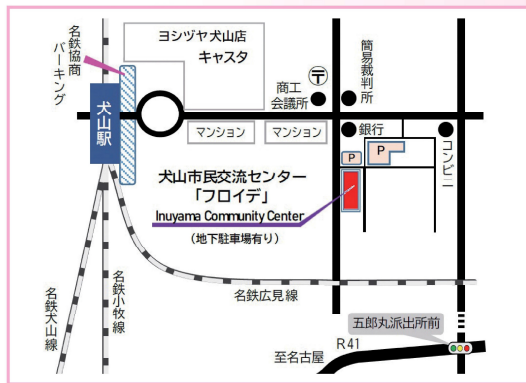 名鉄協商
パーキング
ヨシヅヤ犬山店
キャスタ
商工
会議所
〒
簡易裁判所
犬山駅
マンション
マンション
銀行
P
P
コンビニ
犬山市民交流センター
「フロイデ」
Inuyama Community Center
(地下駐車場有り)
名鉄犬山線
名鉄小牧線
名鉄広見線
五郎丸派出所前
R41
至名古屋